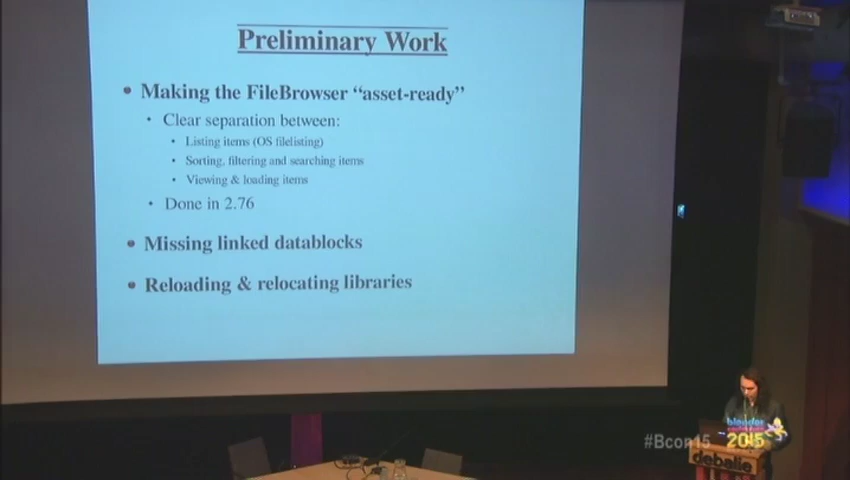 Preliminary Work
• Making the FileBrowser “asset-ready”
• Clear separation between:
• Listing items (OS filelisting)
• Sorting, filtering and searching items
• Viewing & loading items
• Done in 2.76
• Missing linked datablocks
• Reloading & relocating libraries
blender
#Bcon15
2015
debalie